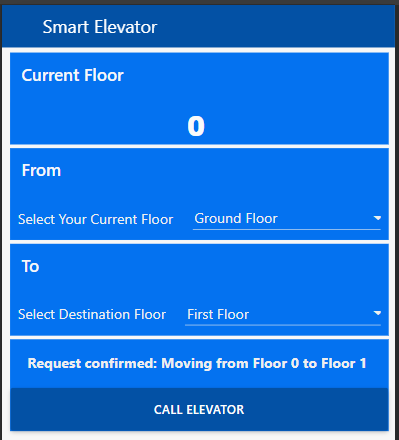 Smart Elevator
Current Floor
0
From
Select Your Current Floor Ground Floor
To
Select Destination Floor First Floor
Request confirmed: Moving from Floor 0 to Floor 1
CALL ELEVATOR